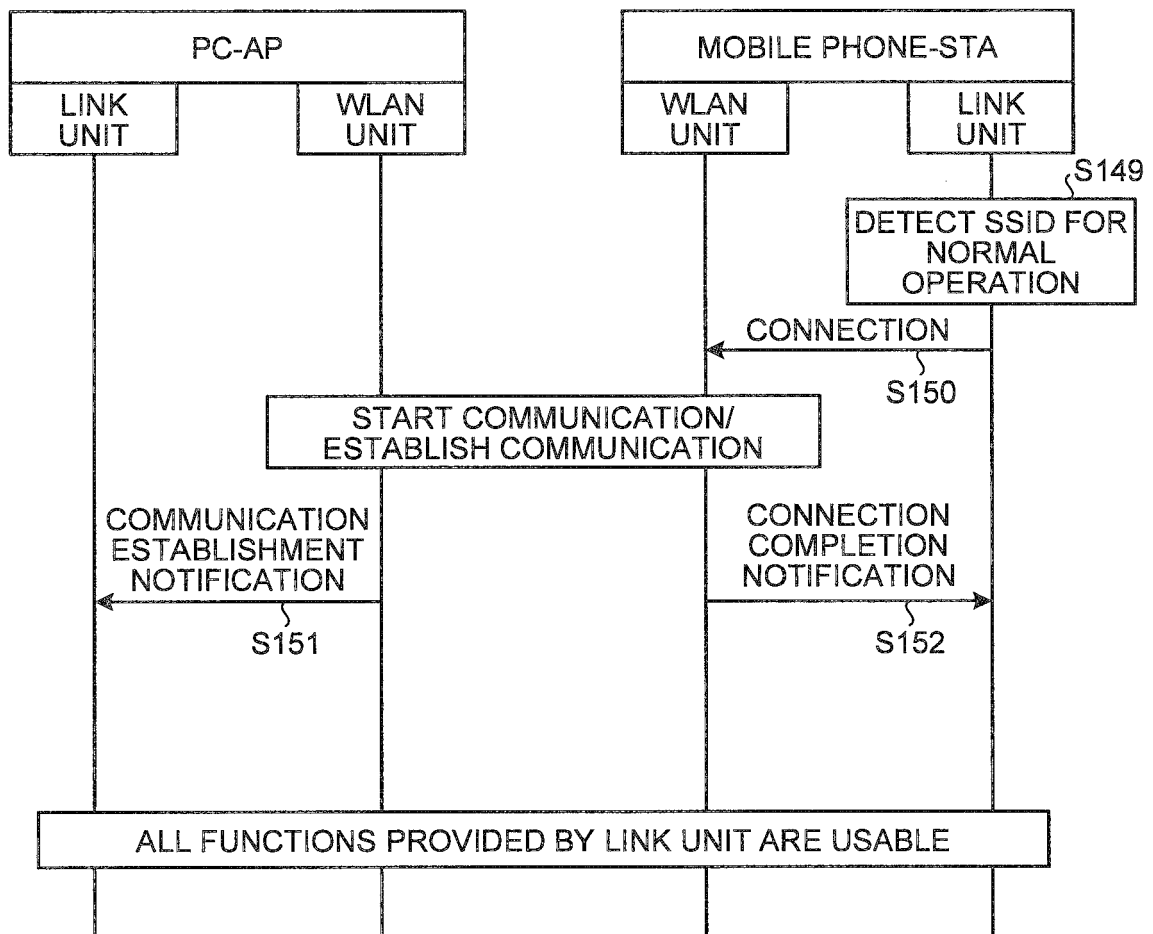 PC-AP
MOBILE PHONE-STA
LINK
UNIT
WLAN
UNIT
WLAN
UNIT
LINK
UNIT
S149
DETECT SSID FOR
NORMAL
OPERATION
CONNECTION
S150
START COMMUNICATION/
ESTABLISH COMMUNICATION
COMMUNICATION
ESTABLISHMENT
NOTIFICATION
S151
CONNECTION
COMPLETION
NOTIFICATION
S152
ALL FUNCTIONS PROVIDED BY LINK UNIT ARE USABLE